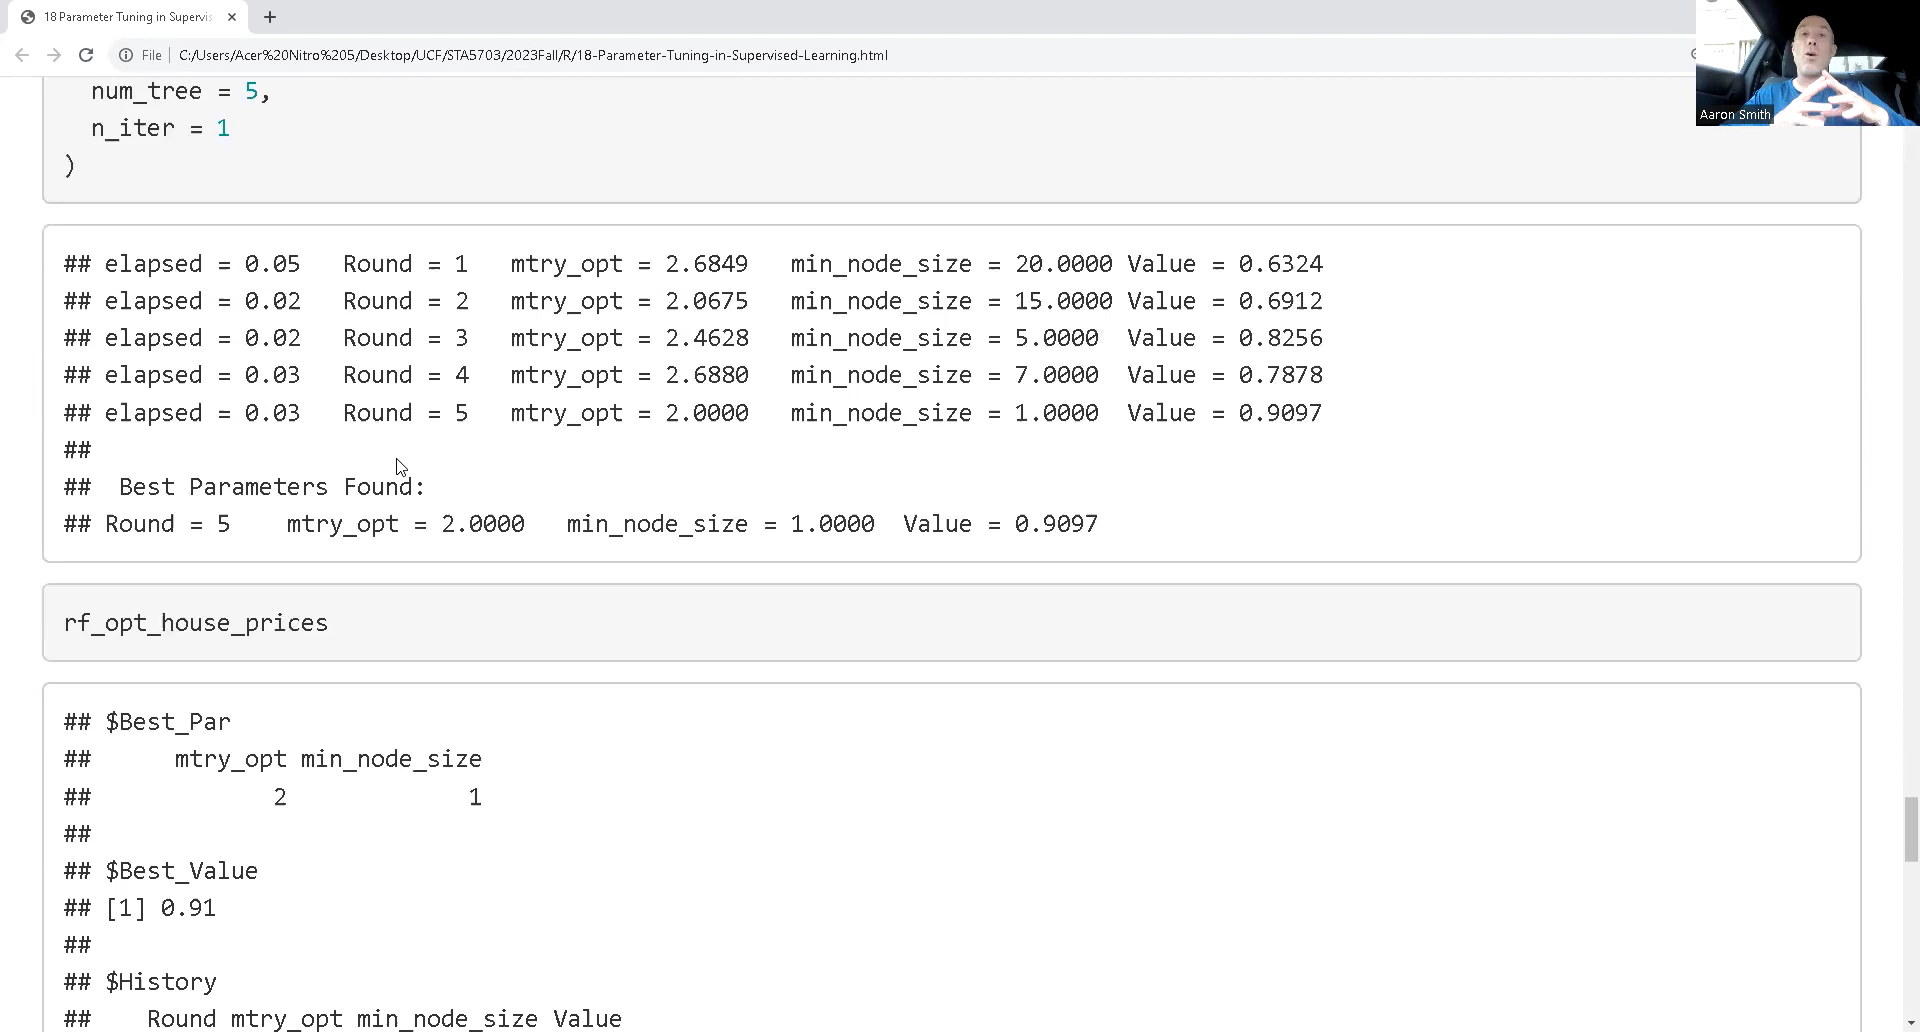 18 Parameter Tuning in Supervis
File
C:/Users/Acer%20Nitro%205/Desktop/UCF/STA5703/2023Fall/R/18-Parameter-Tuning-in-Supervised-Learning.html
Aaron Smith
num_tree = 5,
n_iter = 1
)
## elapsed = 0.05 Round = 1 mtry_opt = 2.6849 min_node_size = 20.0000 Value = 0.6324
## elapsed = 0.02 Round = 2 mtry_opt = 2.0675 min_node_size = 15.0000 Value = 0.6912
## elapsed = 0.02 Round = 3 mtry_opt = 2.4628 min_node_size = 5.0000 Value = 0.8256
## elapsed = 0.03 Round = 4 mtry_opt = 2.6880 min_node_size = 7.0000 Value = 0.7878
## elapsed = 0.03 Round = 5 mtry_opt = 2.0000 min_node_size = 1.0000 Value = 0.9097
##
## Best Parameters Found:
## Round = 5 mtry_opt = 2.0000 min_node_size = 1.0000 Value = 0.9097
rf_opt_house_prices
## $Best_Par
## mtry_opt min_node_size
## 2 1
##
## $Best_Value
## [1] 0.91
##
## $History
## Round mtry_opt min_node_size Value